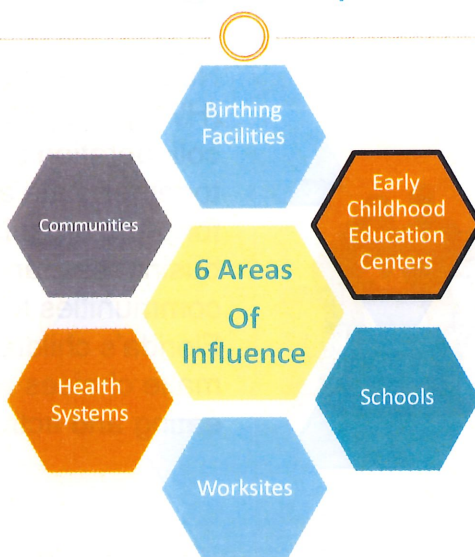 Birthing
Facilities
Early
Childhood
Education
Centers
Communities
6 Areas
Of
Influence
Health
Systems
Schools
Worksites